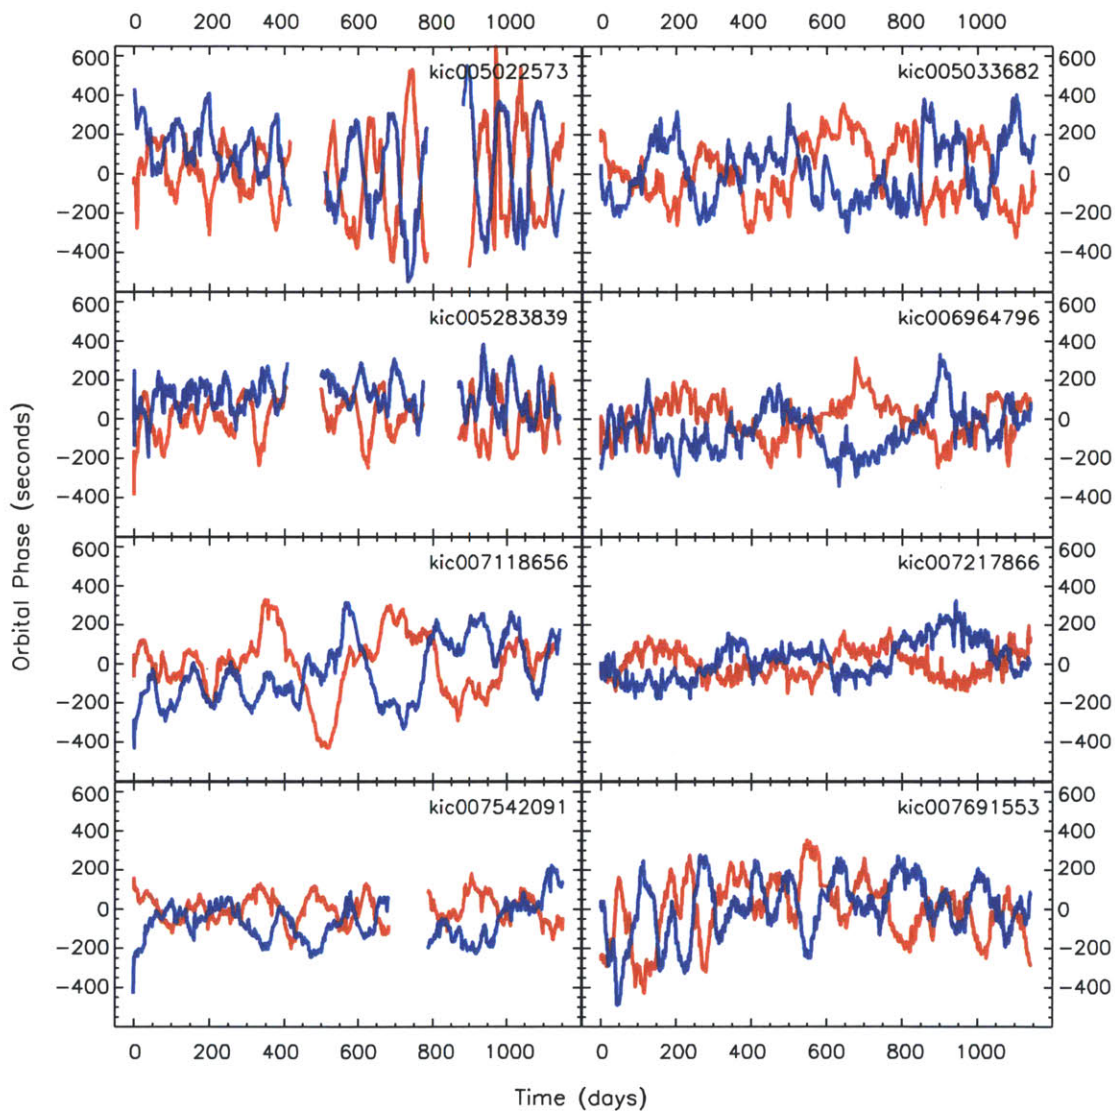 0 200 400 600 800 1000 0 200 400 600 800 1000
600 kic005022573 kic005033682 600
400 400
200 200
0 0
−200 −200
−400 −400
600 kic005283839 kic006964796 600
400 400
200 200
0 0
−200 −200
−400 −400
Orbital Phase (seconds)
600 kic007118656 kic007217866 600
400 400
200 200
0 0
−200 −200
−400 −400
600 kic007542091 kic007691553 600
400 400
200 200
0 0
−200 −200
−400 −400
0 200 400 600 800 1000 0 200 400 600 800 1000
Time (days)